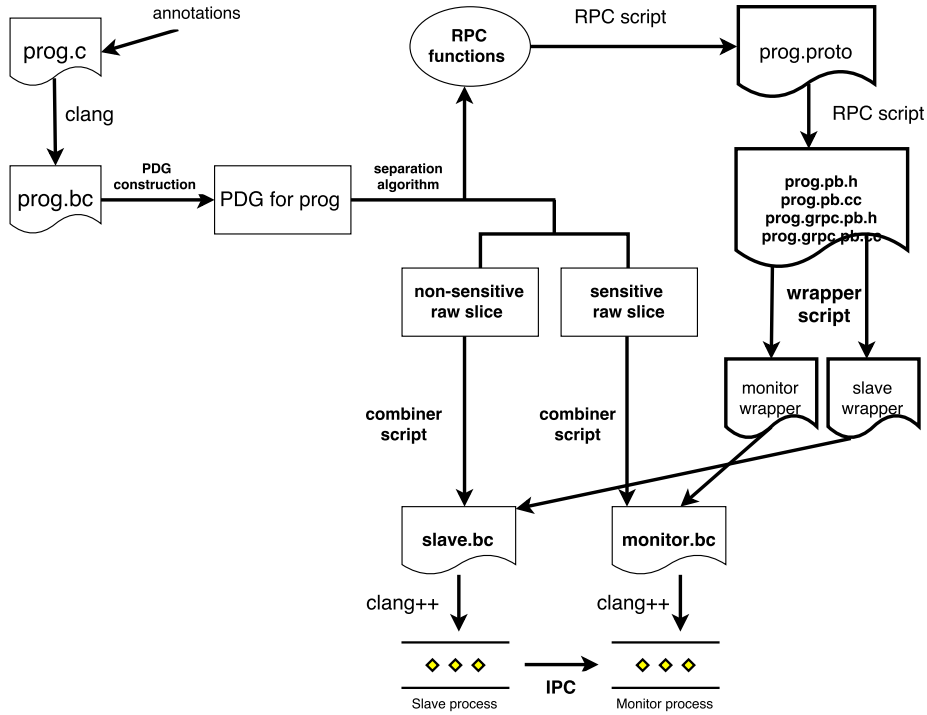 annotations
prog.c
RPC
functions
RPC script
prog.proto
clang
RPC script
PDG
construction
separation
algorithm
prog.bc
PDG for prog
prog.pb.h
prog.pb.cc
prog.grpc.pb.h
prog.grpc.pb.cc
non-sensitive
raw slice
sensitive
raw slice
wrapper
script
monitor
wrapper
slave
wrapper
combiner
script
combiner
script
slave.bc
monitor.bc
clang++
clang++
IPC
Slave process
Monitor process